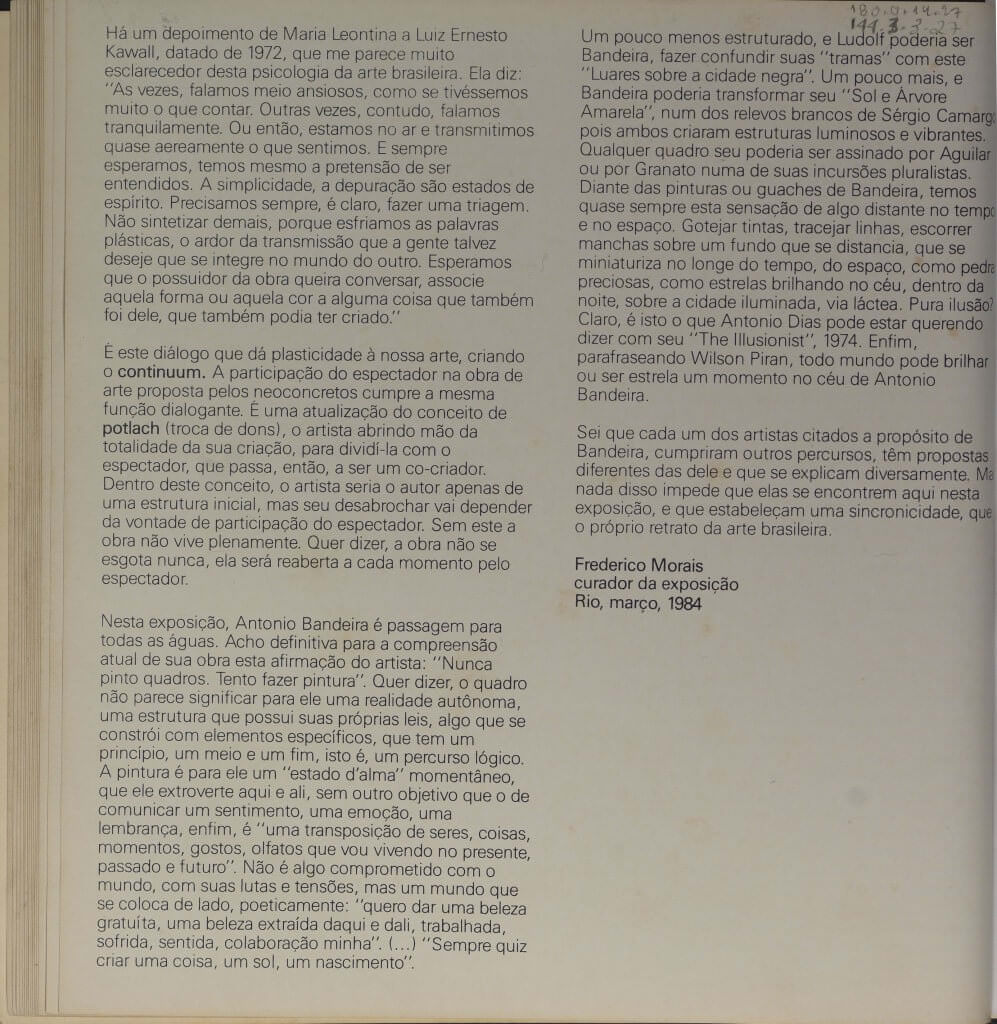 Há um depoimento de Maria Leontina a Luiz Ernesto
Kawall, datado de 1972, que me parece muito
esclarecedor desta psicologia da arte brasileira. Ela diz:
"As vezes, falamos meio ansiosos, como se tivéssemos
muito o que contar. Outras vezes, contudo, falamos
tranquilamente. Ou então, estamos no ar e transmitimos
quase aereamente o que sentimos. E sempre
esperamos, temos mesmo a pretensão de ser
entendidos. A simplicidade, a depuração são estados de
espírito. Precisamos sempre, é claro, fazer uma triagem.
Não sintetizar demais, porque esfriamos as palavras
plásticas, o ardor da transmissão que a gente talvez
deseje que se integre no mundo do outro. Esperamos
que o possuidor da obra queira conversar, associe
aquela forma ou aquela cor a alguma coisa que também
foi dele, que também podia ter criado."
É este diálogo que dá plasticidade à nossa arte, criando
o continuum. A participação do espectador na obra de
arte proposta pelos neoconcretos cumpre a mesma
função dialogante. É uma atualização do conceito de
potlach (troca de dons), o artista abrindo mão da
totalidade da sua criação, para dividí-la com o
espectador, que passa, então, a ser um co-criador.
Dentro deste conceito, o artista seria o autor apenas de
uma estrutura inicial, mas seu desabrochar vai depender
da vontade de participação do espectador. Sem este a
obra não vive plenamente. Quer dizer, a obra não se
esgota nunca, ela será reaberta a cada momento pelo
espectador.
Nesta exposição, Antonio Bandeira é passagem para
todas as águas. Acho definitiva para a compreensão
atual de sua obra esta afirmação do artista: "Nunca
pinto quadros. Tento fazer pintura". Quer dizer, o quadro
não parece significar para ele uma realidade autônoma,
uma estrutura que possui suas próprias leis, algo que se
constrói com elementos específicos, que tem um
princípio, um meio e um fim, isto é, um percurso lógico.
A pintura é para ele um "estado d'alma" momentâneo,
que ele extroverte aqui e ali, sem outro objetivo que o de
comunicar um sentimento, uma emoção, uma
lembrança, enfim, é "uma transposição de seres, coisas,
momentos, gostos, olfatos que vou vivendo no presente,
passado e futuro". Não é algo comprometido com o
mundo, com suas lutas e tensões, mas um mundo que
se coloca de lado, poeticamente: "quero dar uma beleza
gratuíta, uma beleza extraída daqui e dali, trabalhada,
sofrida, sentida, colaboração minha". (...) "Sempre quiz
criar uma coisa, um sol, um nascimento".
Um pouco menos estruturado, e Ludolf poderia ser
Bandeira, fazer confundir suas "tramas" com este
"Luares sobre a cidade negra". Um pouco mais, e
Bandeira poderia transformar seu "Sol e Árvore
Amarela", num dos relevos brancos de Sérgio Camargo
pois ambos criaram estruturas luminosos e vibrantes.
Qualquer quadro seu poderia ser assinado por Aguilar
ou por Granato numa de suas incursões pluralistas.
Diante das pinturas ou guaches de Bandeira, temos
quase sempre esta sensação de algo distante no tempo
e no espaço. Gotejar tintas, tracejar linhas, escorrer
manchas sobre um fundo que se distancia, que se
miniaturiza no longe do tempo, do espaço, como pedra
preciosas, como estrelas brilhando no céu, dentro da
noite, sobre a cidade iluminada, via láctea. Pura ilusão?
Claro, é isto o que Antonio Dias pode estar querendo
dizer com seu "The Illusionist", 1974. Enfim,
parafraseando Wilson Piran, todo mundo pode brilhar
ou ser estrela um momento no céu de Antonio
Bandeira.
Sei que cada um dos artistas citados a propósito de
Bandeira, cumpriram outros percursos, têm propostas
diferentes das dele e que se explicam diversamente. Ma
nada disso impede que elas se encontrem aqui nesta
exposição, e que estabeleçam uma sincronicidade, que
o próprio retrato da arte brasileira.
Frederico Morais
curador da exposição
Rio, março, 1984